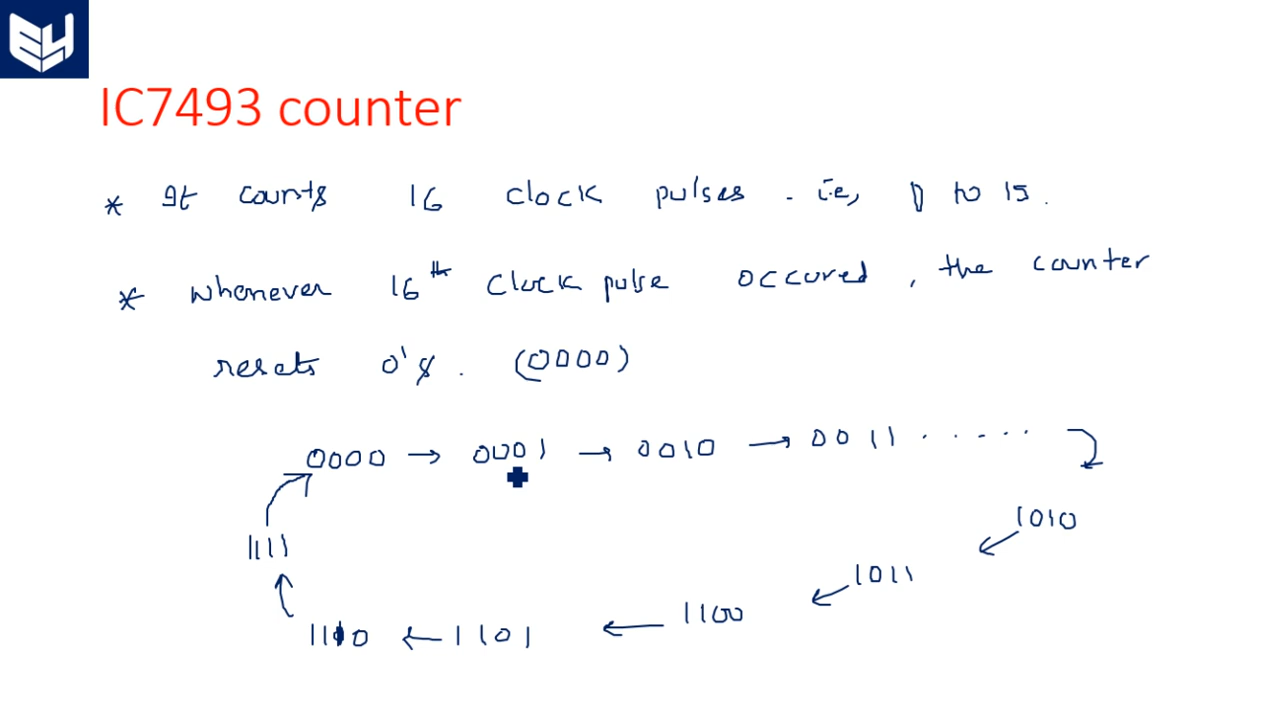 IC7493 counter
* It counts 16 clock pulses. i.e, 0 to 15.
* whenever 16th clock pulse occured, the counter
resets 0's. (0000)
0000 → 0001 → 0010 → 0011 ......
1010
1111
1011
1100
1110 ← 1101 ←